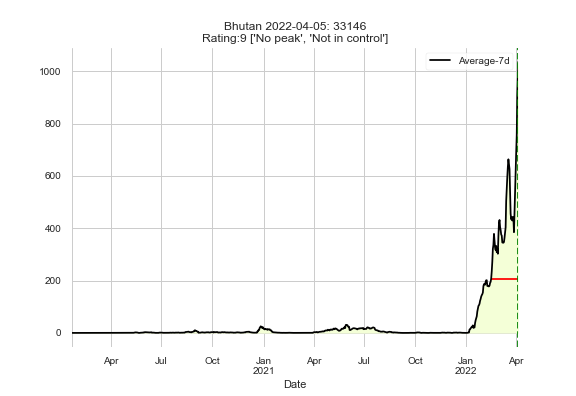 Bhutan 2022-04-05: 33146
Rating:9 ['No peak', 'Not in control']
Average-7d
1000
800
600
400
200
0
Apr Jul Oct Jan Apr Jul Oct Jan Apr
2021 2022
Date